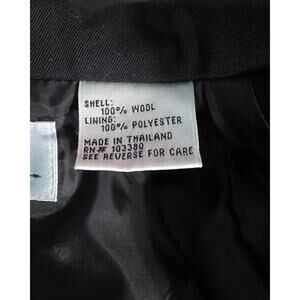 SHELL:
100% WOOL
LINING:
100% POLYESTER
MADE IN THAILAND
RN# 103380
SEE REVERSE FOR CARE